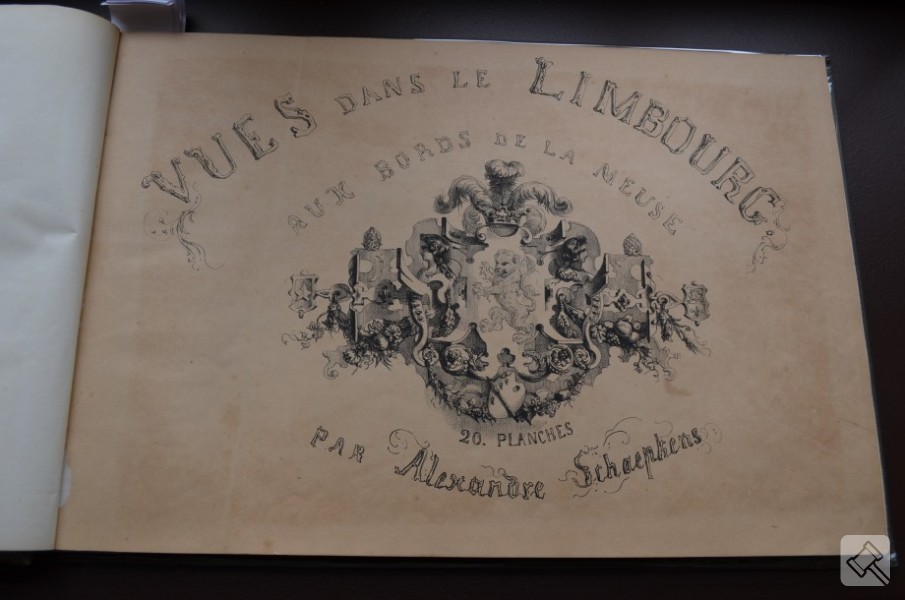 VUES DANS LE LIMBOURG
AUX BORDS DE LA MEUSE
20. PLANCHES
PAR Alexandre Schaepkens